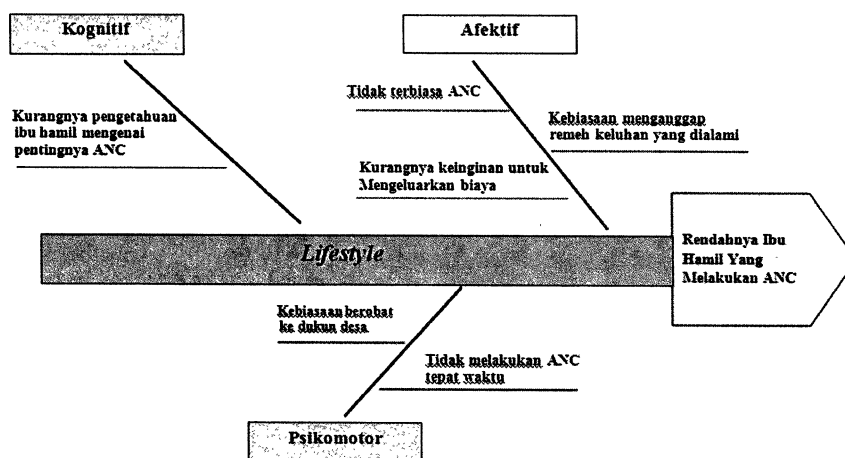 Kognitif
Afektif
Kurangnya pengetahuan
ibu hamil mengenai
pentingnya ANC
Tidak terbiasa ANC
Kebiasaan menganggap
remeh keluhan yang dialami
Kurangnya keinginan untuk
Mengeluarkan biaya
Lifestyle
Rendahnya Ibu
Hamil Yang
Melakukan ANC
Kebiasaan berobat
ke dukun desa
Tidak melakukan ANC
tepat waktu
Psikomotor